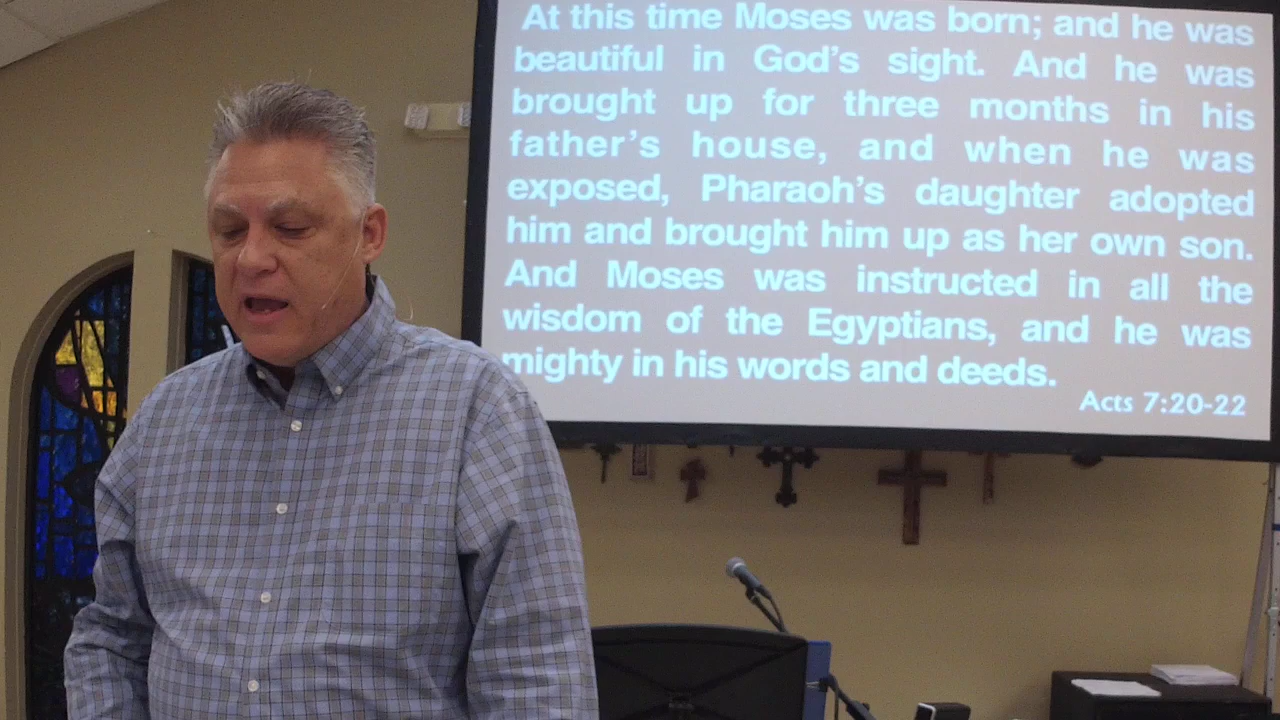 At this time Moses was born; and he was
beautiful in God's sight. And he was
brought up for three months in his
father's house, and when he was
exposed, Pharaoh's daughter adopted
him and brought him up as her own son.
And Moses was instructed in all the
wisdom of the Egyptians, and he was
mighty in his words and deeds.
Acts 7:20-22